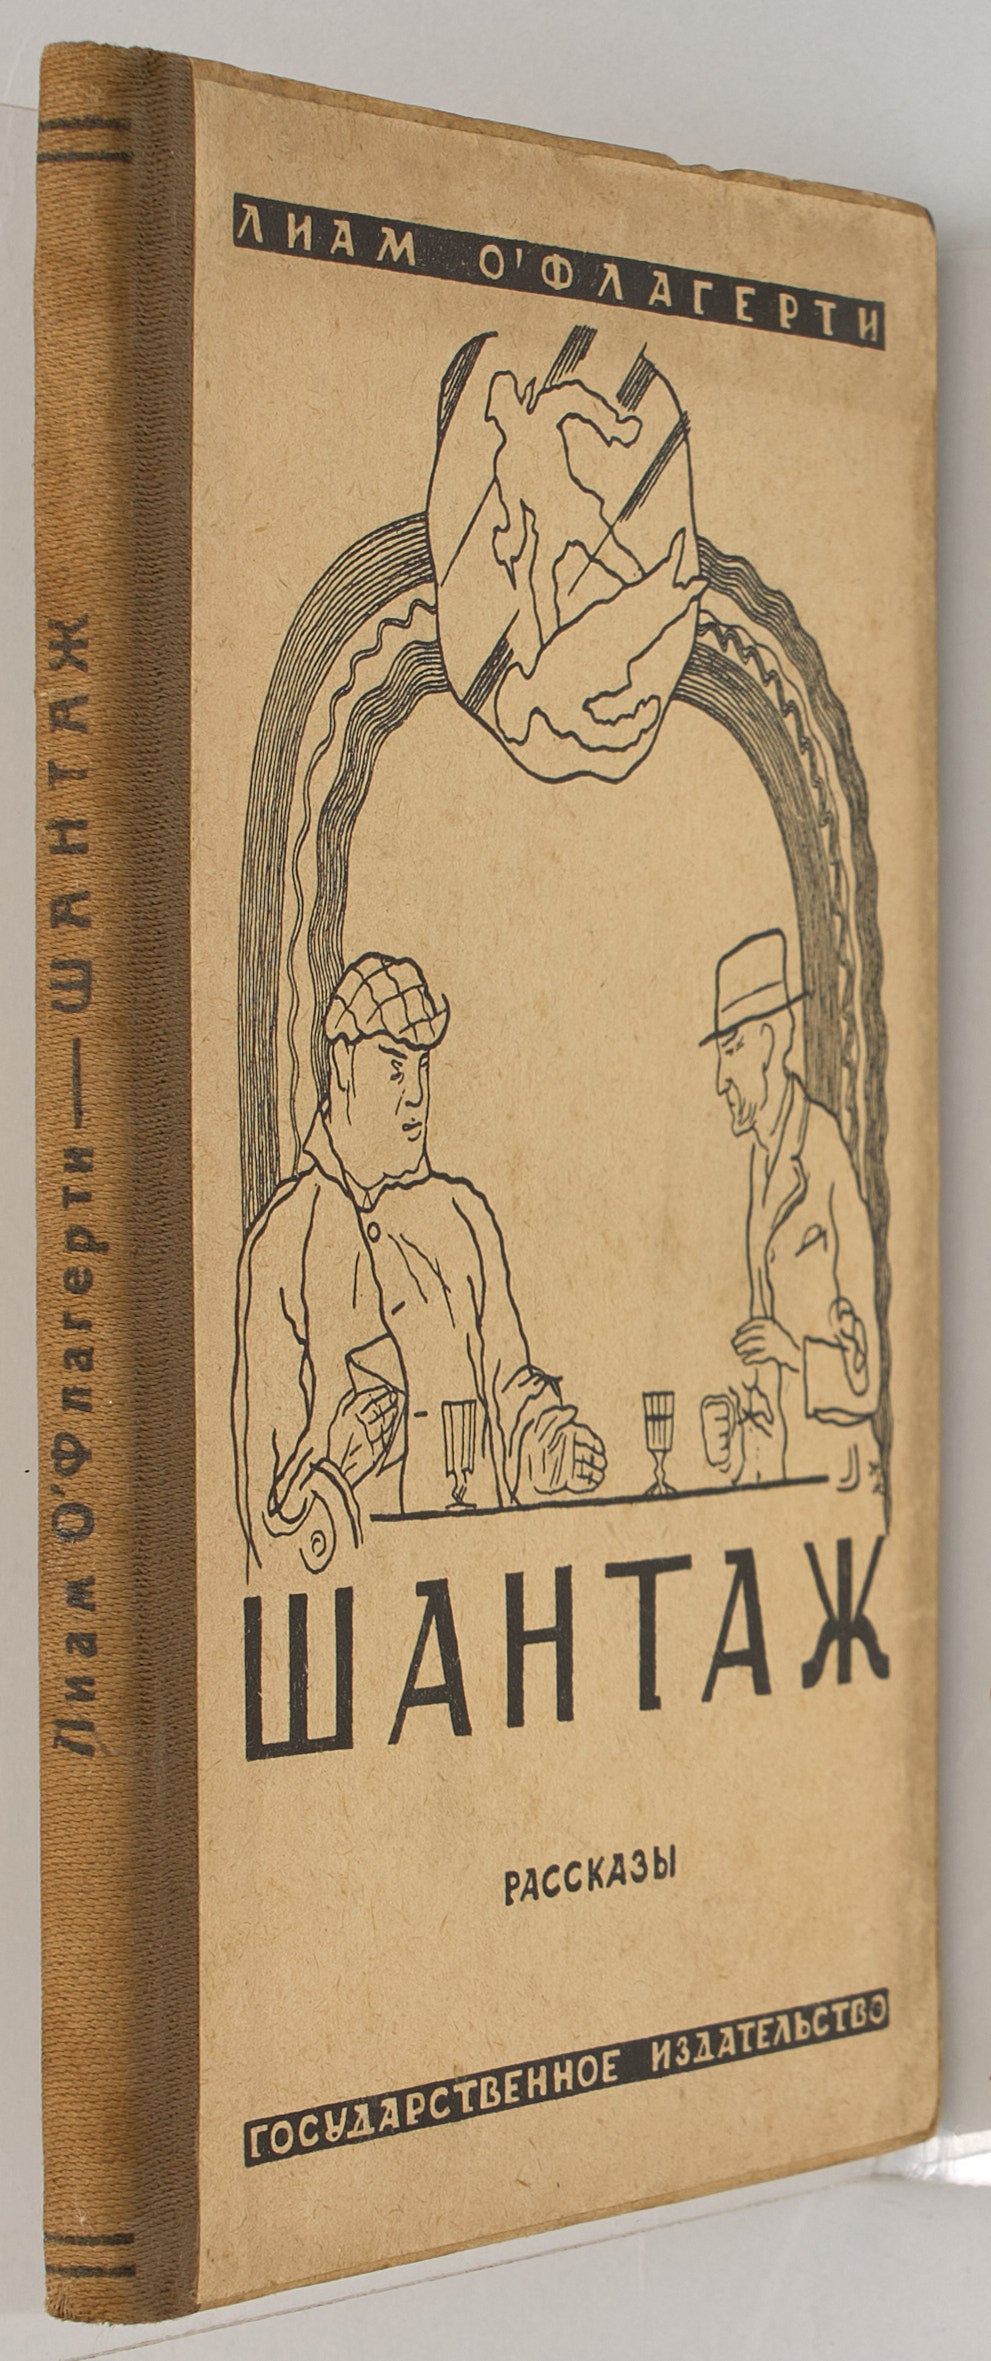 Лиам О'Флагерти — ШАНТАЖ
ЛИАМ О'ФЛАГЕРТИ
ШАНТАЖ
РАССКАЗЫ
ГОСУДАРСТВЕННОЕ ИЗДАТЕЛЬСТВО